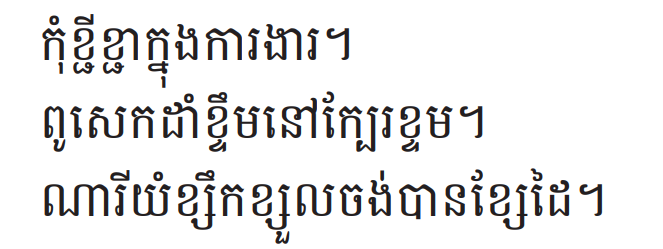 កុំខ្ជីខ្ជាក្នុងការងារ។
ពូសេកដាំខ្ទឹមនៅក្បែរខ្ទម។
ណារីយំខ្សឹកខ្សួលចង់បានខ្សែដៃ។